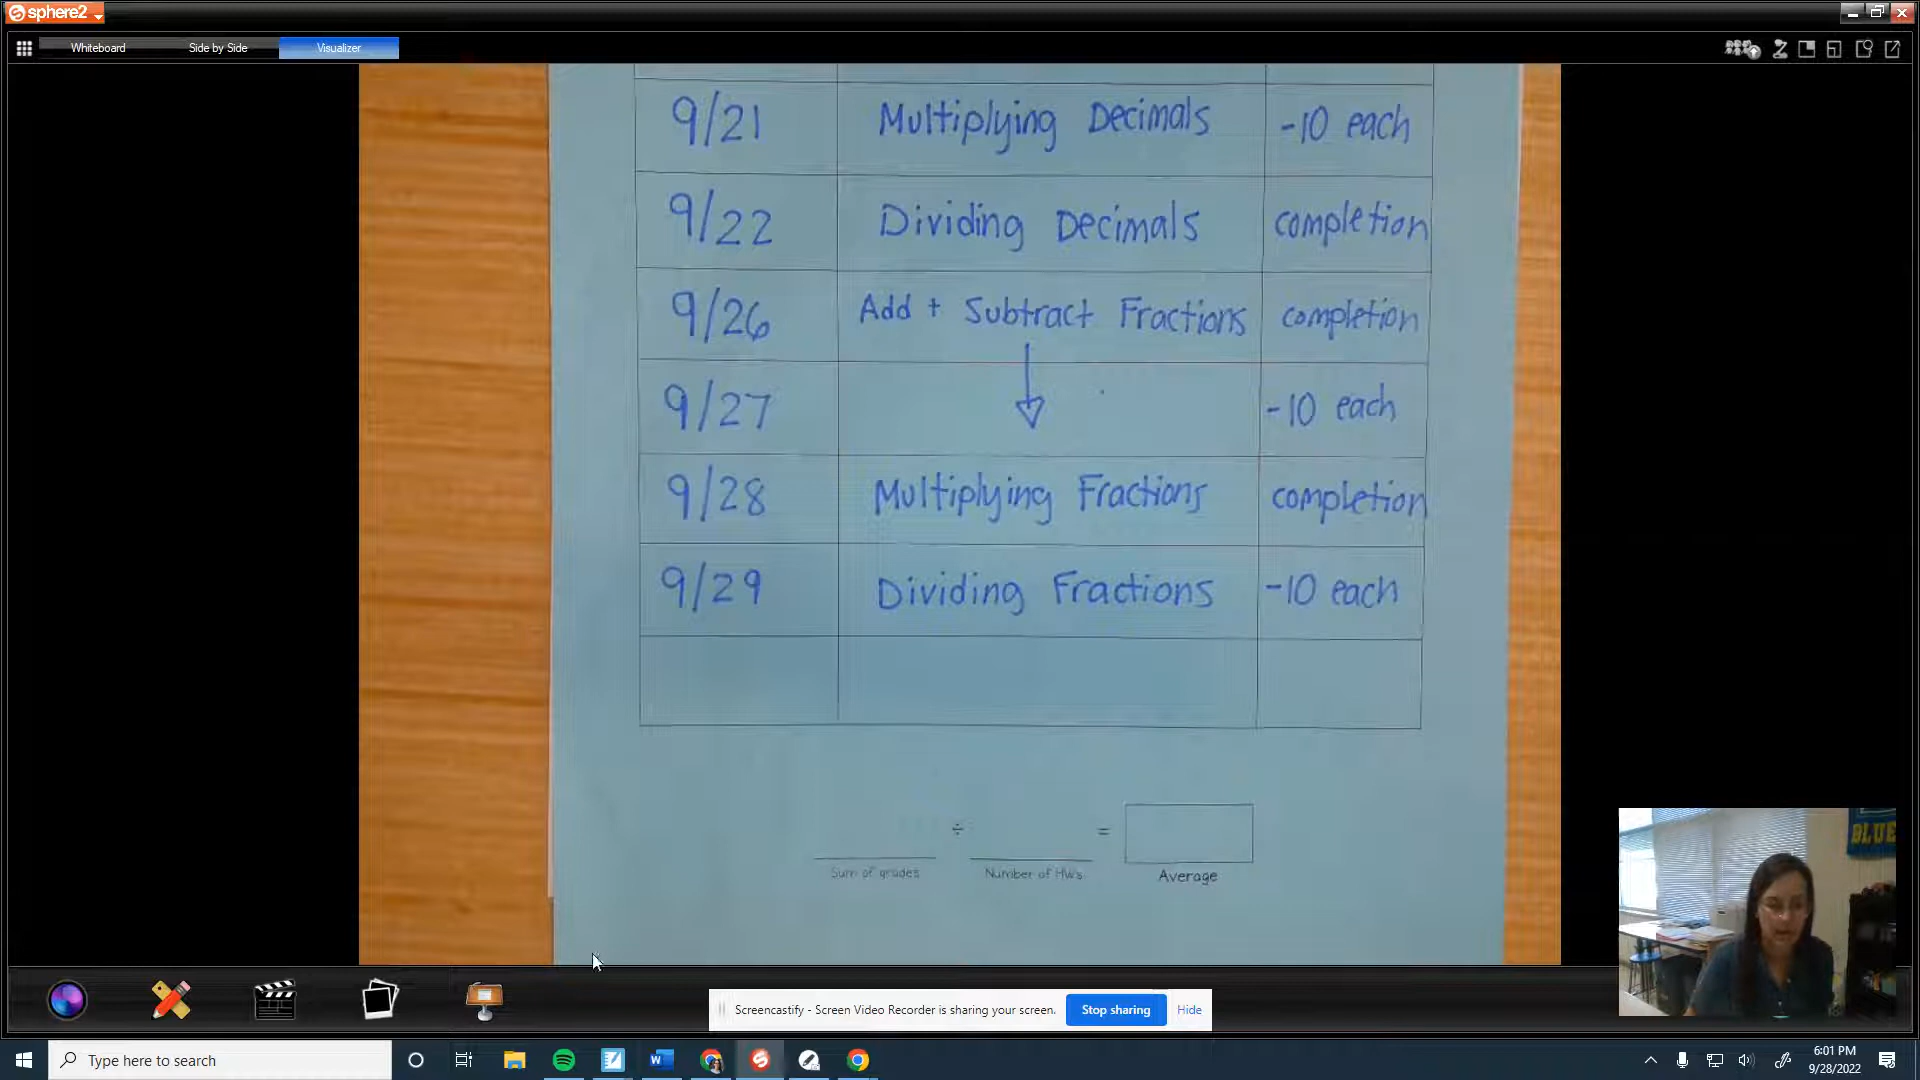 sphere2
Whiteboard Side by Side Visualizer
9/21 Multiplying Decimals -10 each
9/22 Dividing Decimals completion
9/26 Add + Subtract Fractions completion
9/27 -10 each
9/28 Multiplying Fractions completion
9/29 Dividing Fractions -10 each
÷ =
Sum of grades Number of HWs Average
BLUE
Screencastify - Screen Video Recorder is sharing your screen. Stop sharing Hide
Type here to search
6:01 PM
9/28/2022